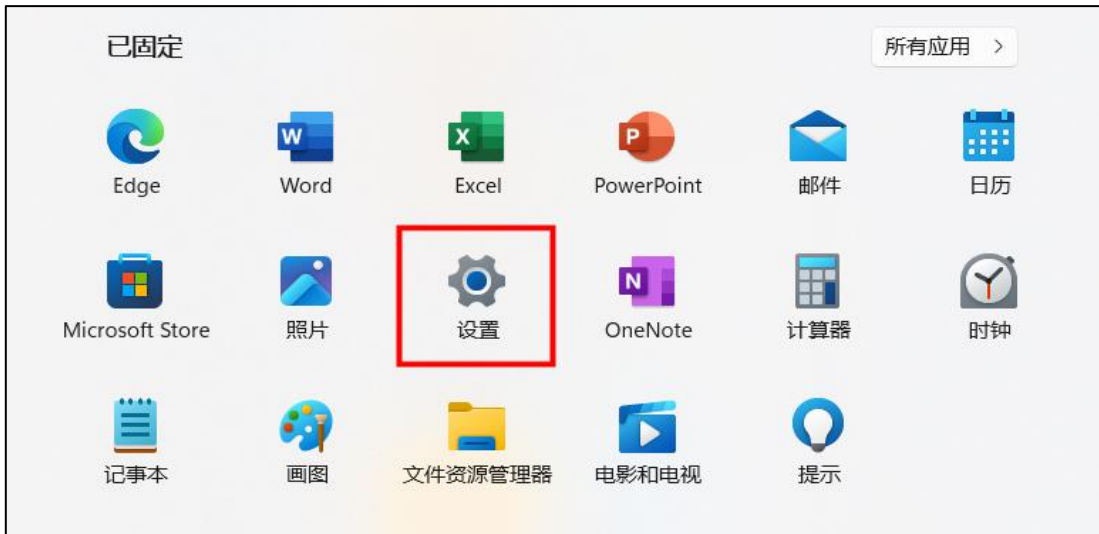 已固定
所有应用
Edge
Word
Excel
PowerPoint
邮件
日历
Microsoft Store
照片
设置
OneNote
计算器
时钟
记事本
画图
文件资源管理器
电影和电视
提示